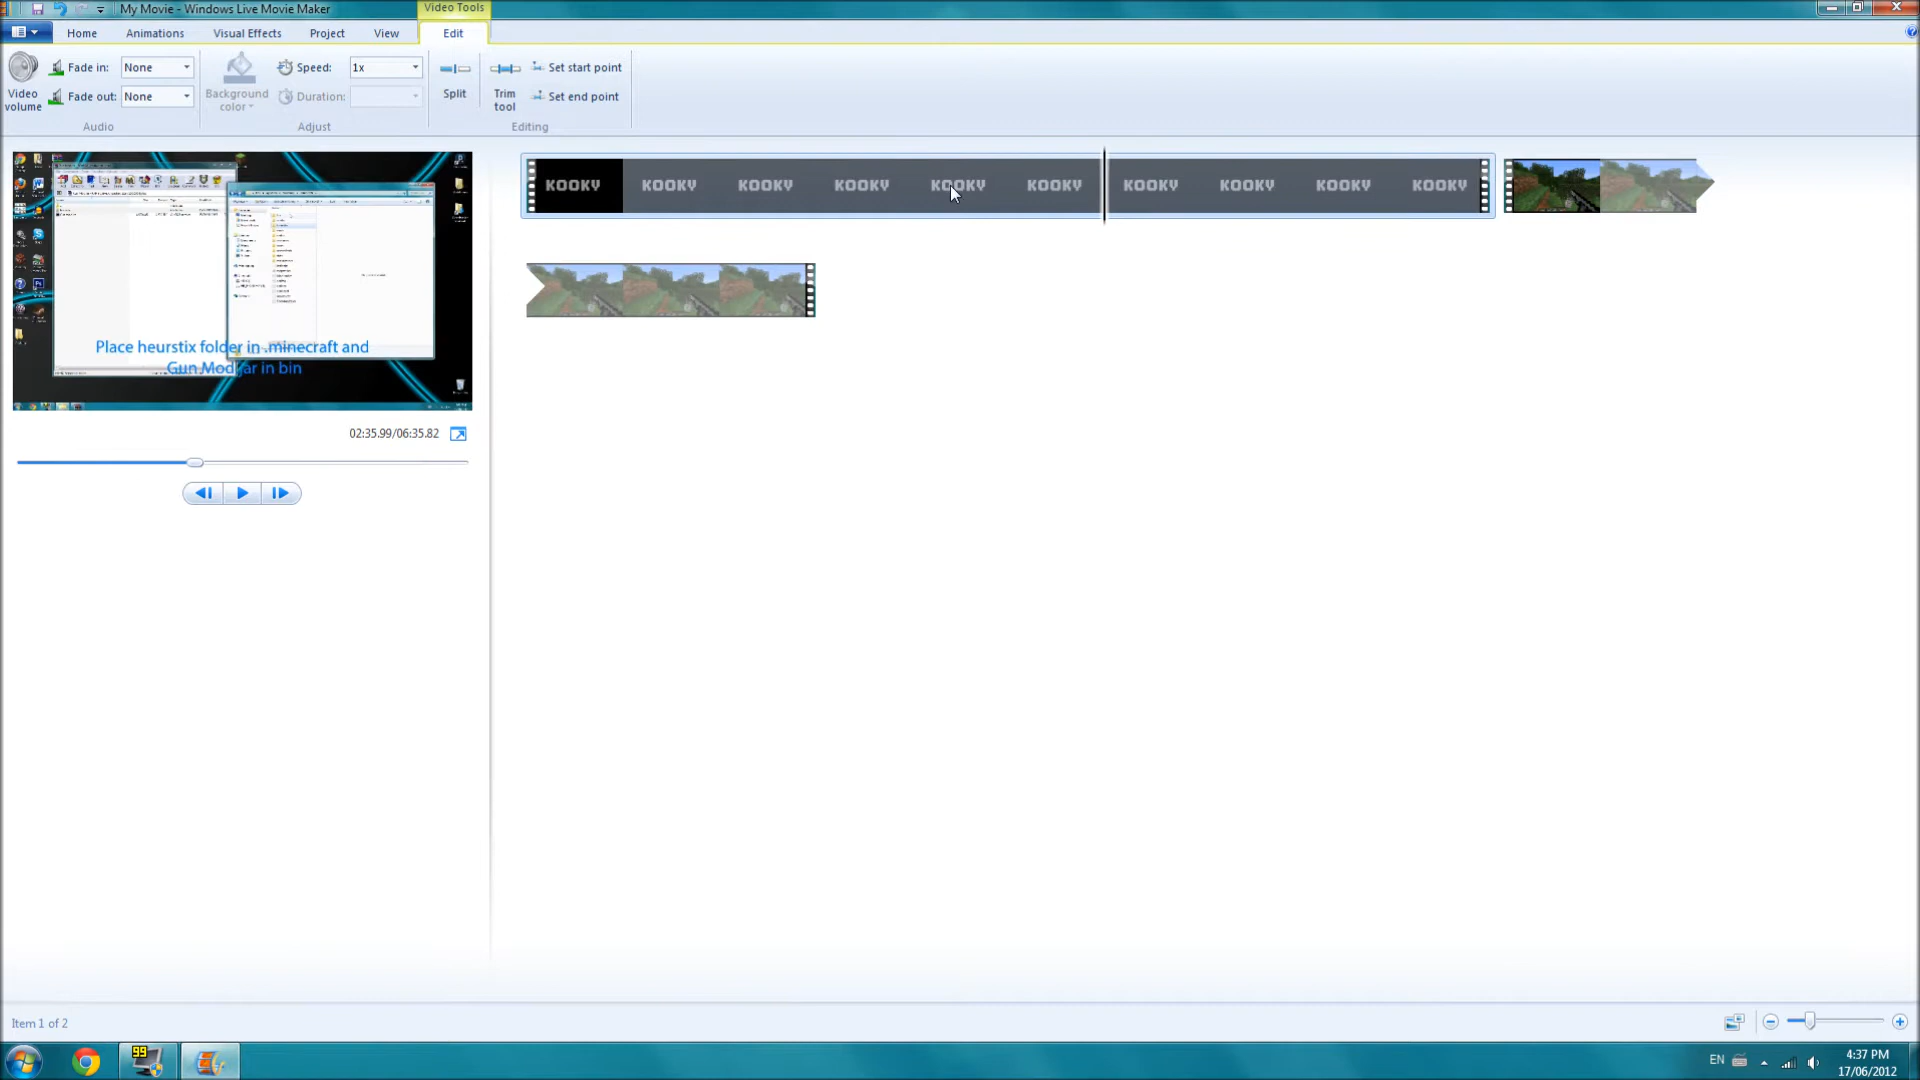 My Movie - Windows Live Movie Maker
Video Tools
Home
Animations
Visual Effects
Project
View
Edit
Video volume
Fade in: None
Fade out: None
Audio
Background color
Speed: 1x
Duration:
Adjust
Split
Trim tool
Set start point
Set end point
Editing
KOOKY KOOKY KOOKY KOOKY KOOKY KOOKY KOOKY KOOKY KOOKY KOOKY
Place heurstix folder in .minecraft and
Gun Mod jar in bin
02:35.99/06:35.82
Item 1 of 2
99
EN
4:37 PM
17/06/2012